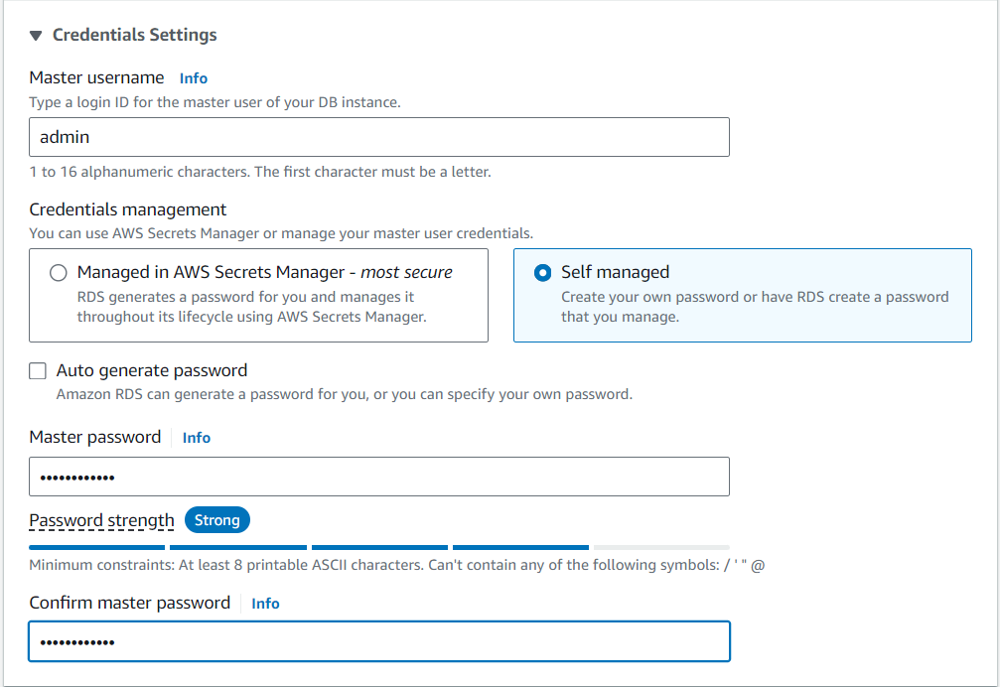 Credentials Settings
Master username Info
Type a login ID for the master user of your DB instance.
admin
1 to 16 alphanumeric characters. The first character must be a letter.
Credentials management
You can use AWS Secrets Manager or manage your master user credentials.
Managed in AWS Secrets Manager - most secure
RDS generates a password for you and manages it
throughout its lifecycle using AWS Secrets Manager.
Self managed
Create your own password or have RDS create a password
that you manage.
Auto generate password
Amazon RDS can generate a password for you, or you can specify your own password.
Master password Info
••••••••••••
Password strength Strong
Minimum constraints: At least 8 printable ASCII characters. Can't contain any of the following symbols: / ' " @
Confirm master password Info
••••••••••••